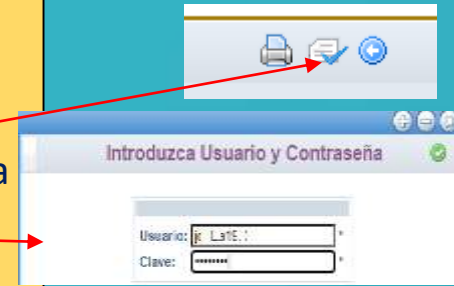 Introduzca Usuario y Contraseña
a
Usuario: *
Clave: ******** *